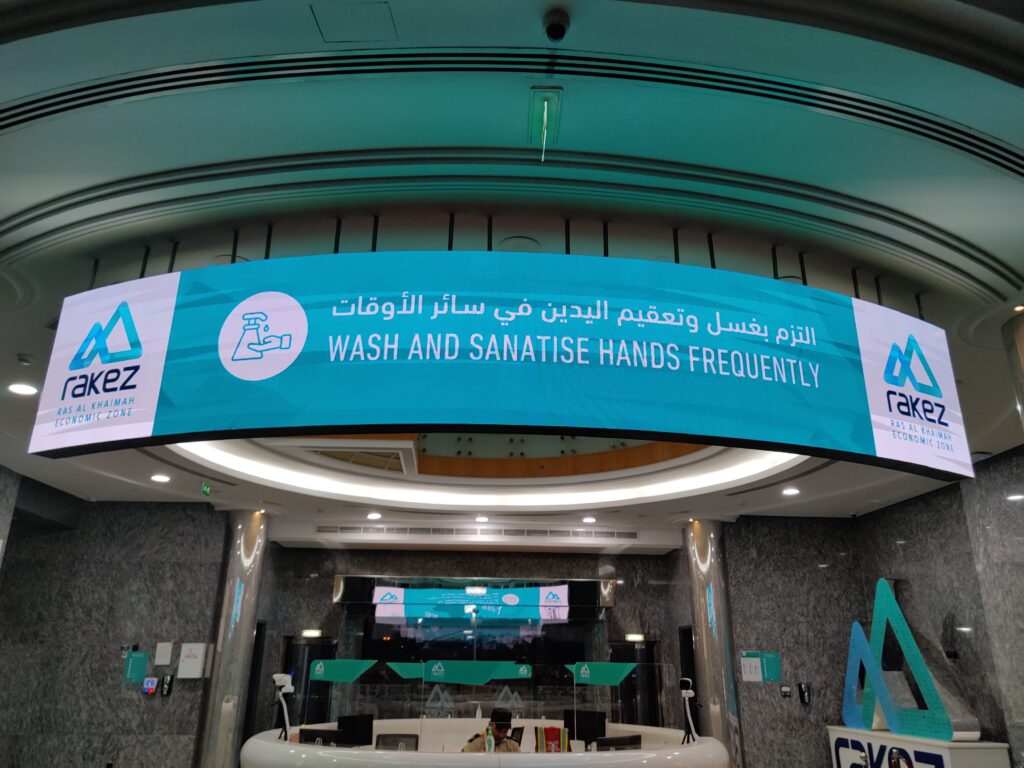 rakez
RAS AL KHAIMAH
ECONOMIC ZONE
التزم بغسل وتعقيم اليدين في سائر الأوقات
WASH AND SANATISE HANDS FREQUENTLY
rakez
RAS AL KHAIMAH
ECONOMIC ZONE
rakez